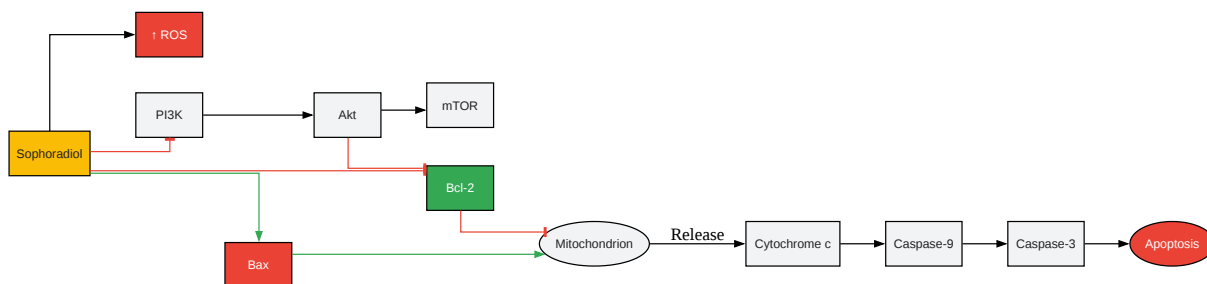 ↑ ROS
PI3K
Akt
mTOR
Sophoradiol
Bcl-2
Bax
Mitochondrion
Release
Cytochrome c
Caspase-9
Caspase-3
Apoptosis